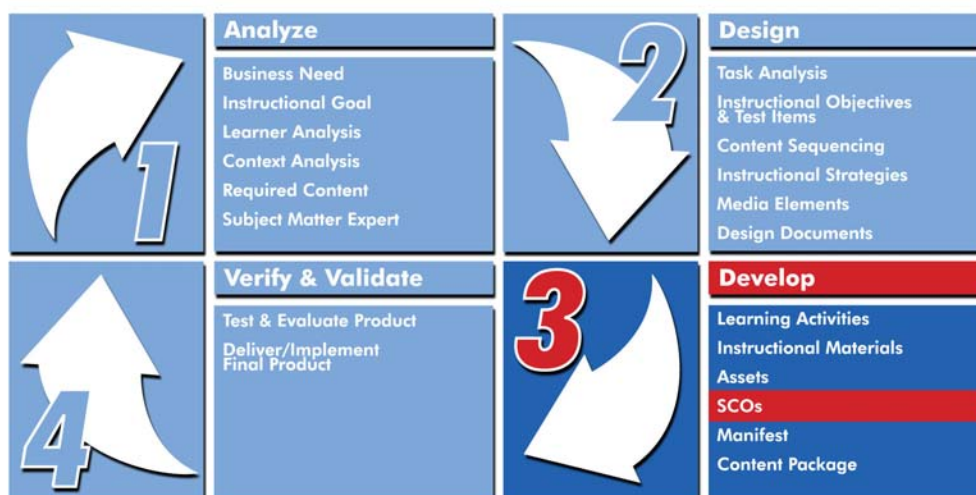 1
Analyze
Business Need
Instructional Goal
Learner Analysis
Context Analysis
Required Content
Subject Matter Expert
2
Design
Task Analysis
Instructional Objectives
& Test Items
Content Sequencing
Instructional Strategies
Media Elements
Design Documents
3
Develop
Learning Activities
Instructional Materials
Assets
SCOs
Manifest
Content Package
4
Verify & Validate
Test & Evaluate Product
Deliver/Implement
Final Product